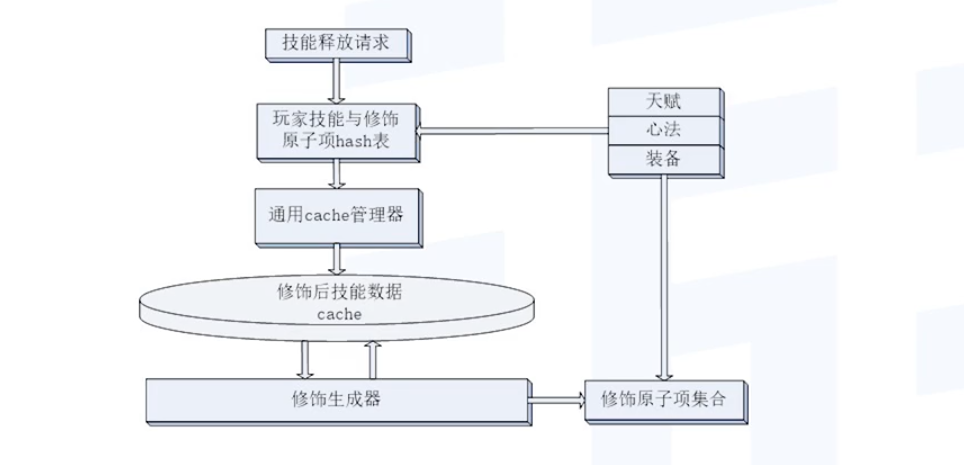 技能释放请求
玩家技能与修饰
原子项hash表
天赋
心法
装备
通用cache管理器
修饰后技能数据
cache
修饰生成器
修饰原子项集合